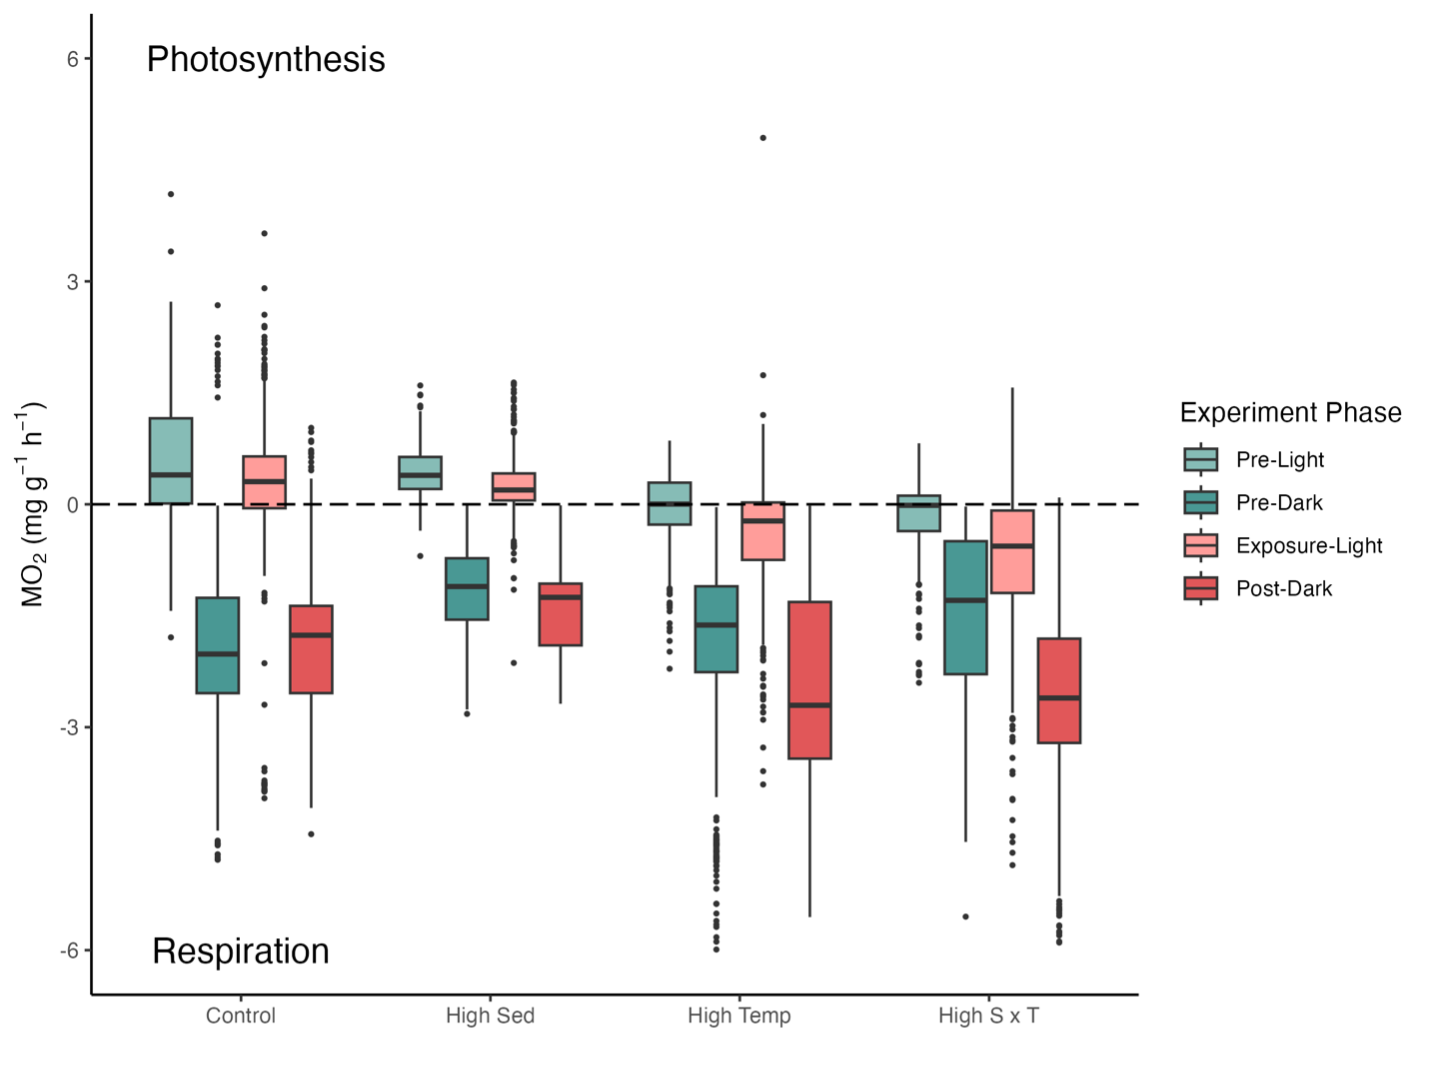 Photosynthesis
6
3
0
-3
-6
MO₂ (mg g⁻¹ h⁻¹)
Respiration
Control
High Sed
High Temp
High S x T
Experiment Phase
Pre-Light
Pre-Dark
Exposure-Light
Post-Dark